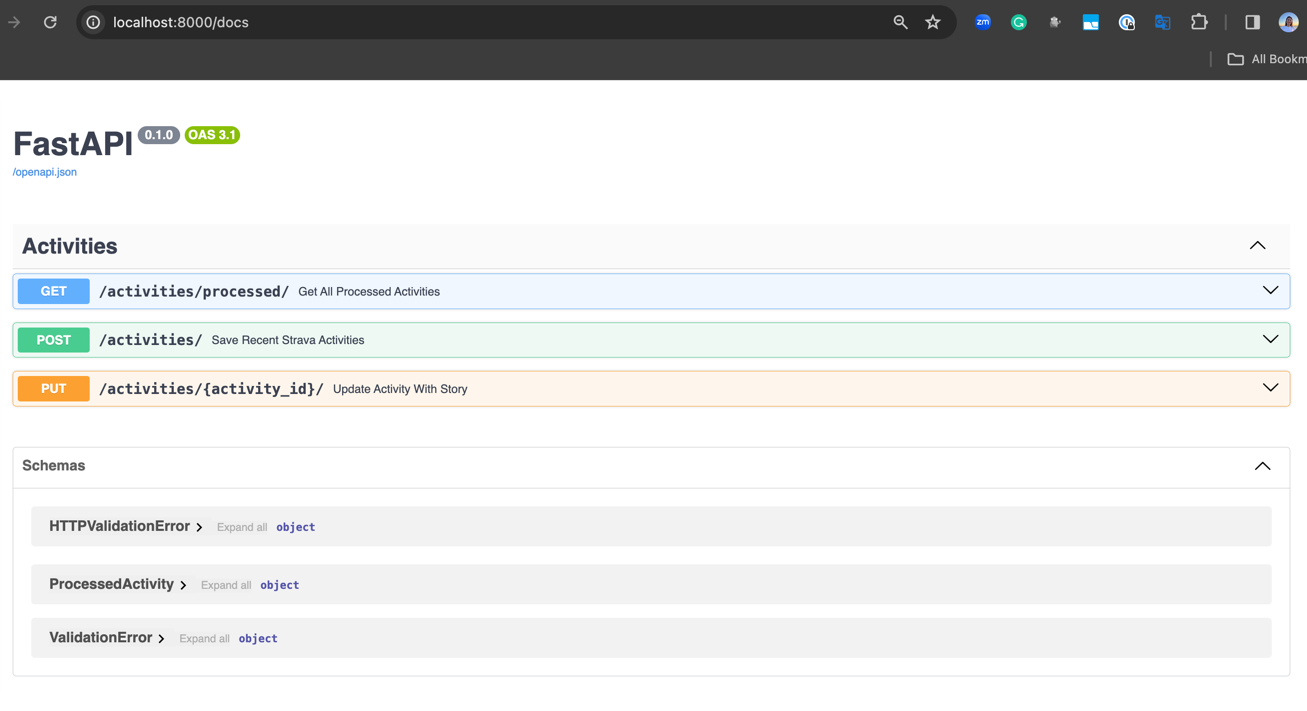 localhost:8000/docs
zm
All Bookm
FastAPI 0.1.0 OAS 3.1
/openapi.json
Activities
GET /activities/processed/ Get All Processed Activities
POST /activities/ Save Recent Strava Activities
PUT /activities/{activity_id}/ Update Activity With Story
Schemas
HTTPValidationError Expand all object
ProcessedActivity Expand all object
ValidationError Expand all object